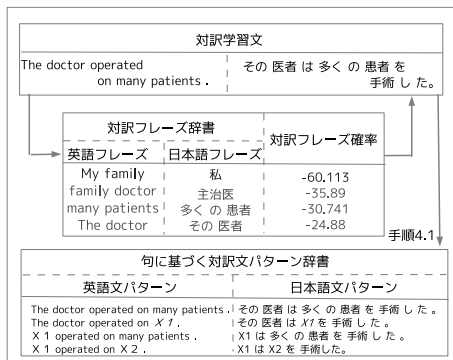 対訳学習文
The doctor operated on many patients .
その 医者 は 多く の 患者 を 手術 し た。
対訳フレーズ辞書
対訳フレーズ確率
英語フレーズ 日本語フレーズ
My family 私 -60.113
family doctor 主治医 -35.89
many patients 多く の 患者 -30.741
The doctor その 医者 -24.88
手順4.1
句に基づく対訳文パターン辞書
英語文パターン 日本語文パターン
The doctor operated on many patients . その 医者 は 多く の 患者 を 手術 し た 。
The doctor operated on X 1 . その 医者 は X1 を 手術 し た 。
X 1 operated on many patients . X1 は 多く の 患者 を 手術 し た 。
X 1 operated on X 2 . X1 は X2 を 手術した。